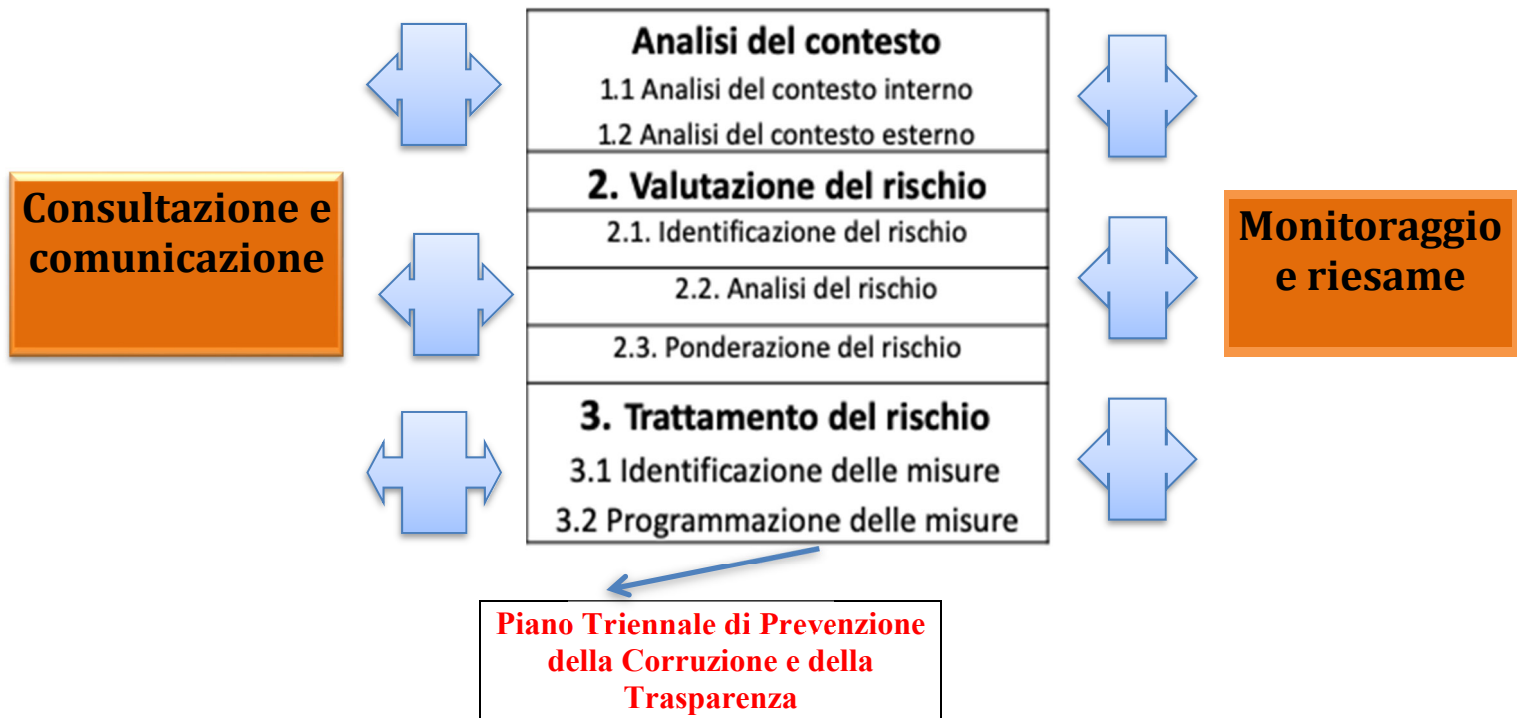 Analisi del contesto
1.1 Analisi del contesto interno
1.2 Analisi del contesto esterno
2. Valutazione del rischio
2.1. Identificazione del rischio
2.2. Analisi del rischio
2.3. Ponderazione del rischio
3. Trattamento del rischio
3.1 Identificazione delle misure
3.2 Programmazione delle misure
Consultazione e
comunicazione
Monitoraggio
e riesame
Piano Triennale di Prevenzione
della Corruzione e della
Trasparenza